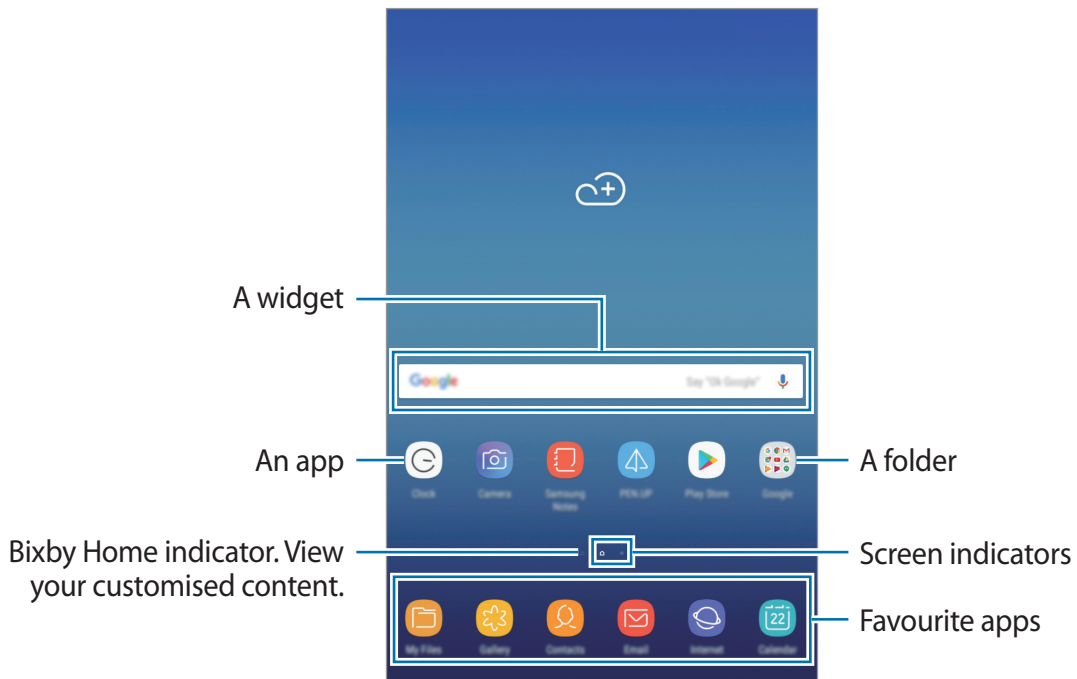 A widget
Google
Say "Ok Google"
An app
A folder
Clock
Camera
Samsung
Notes
PEN.UP
Play Store
Google
Bixby Home indicator. View
your customised content.
Screen indicators
22
Favourite apps
My Files
Gallery
Contacts
Email
Internet
Calendar